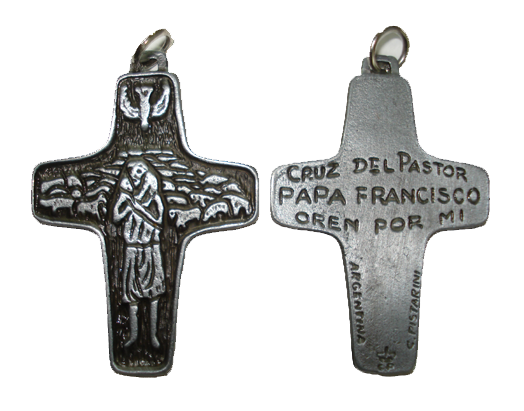 CRUZ DEL PASTOR
PAPA FRANCISCO
OREN POR MI
ARGENTINA
G. PISTARINI